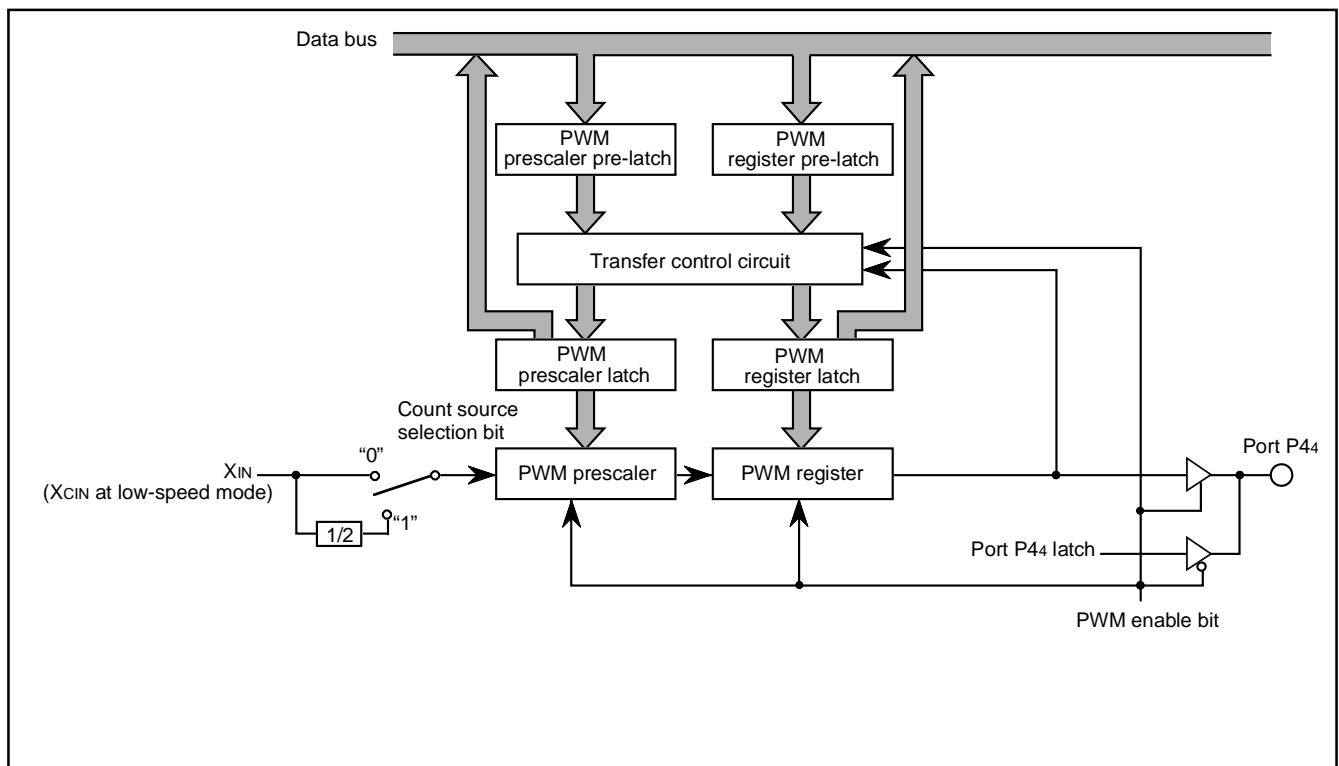 Data bus
PWM
prescaler pre-latch
PWM
register pre-latch
Transfer control circuit
PWM
prescaler latch
PWM
register latch
Count source
selection bit
Port P44
“0”
XIN
(XCIN at low-speed mode)
PWM prescaler
PWM register
“1”
1/2
Port P44 latch
PWM enable bit